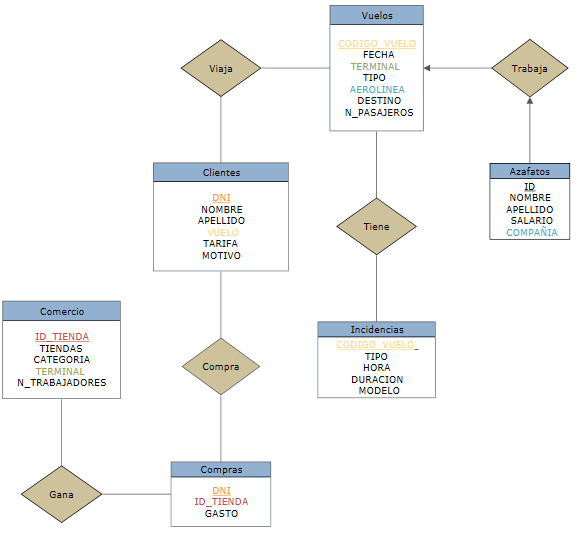 Vuelos
CODIGO_VUELO
FECHA
TERMINAL
TIPO
AEROLINEA
DESTINO
N_PASAJEROS
Viaja
Trabaja
Clientes
DNI
NOMBRE
APELLIDO
VUELO
TARIFA
MOTIVO
Azafatos
ID
NOMBRE
APELLIDO
SALARIO
COMPAÑIA
Tiene
Comercio
ID_TIENDA
TIENDAS
CATEGORIA
TERMINAL
N_TRABAJADORES
Incidencias
CODIGO_VUELO
TIPO
HORA
DURACION
MODELO
Compra
Compras
DNI
ID_TIENDA
GASTO
Gana